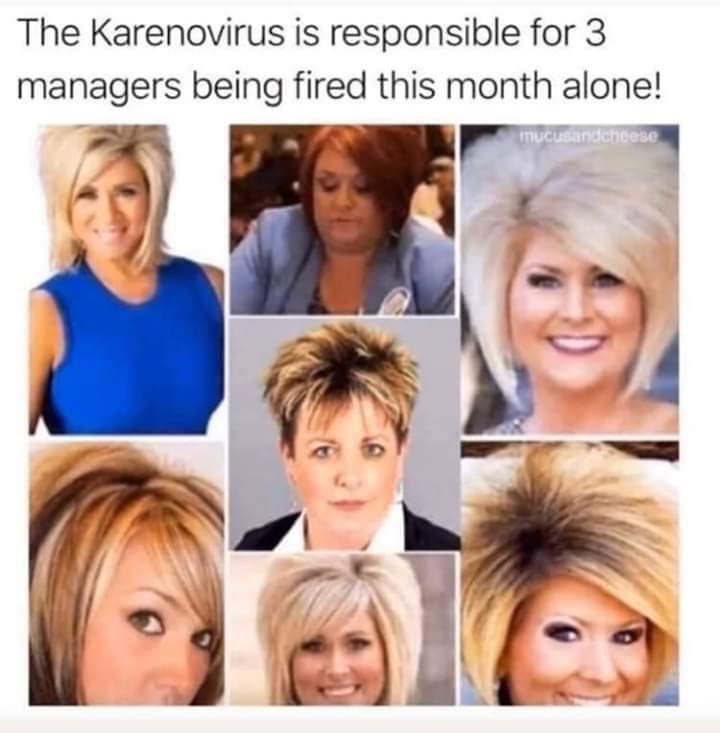 The Karenovirus is responsible for 3
managers being fired this month alone!
mucusandcheese